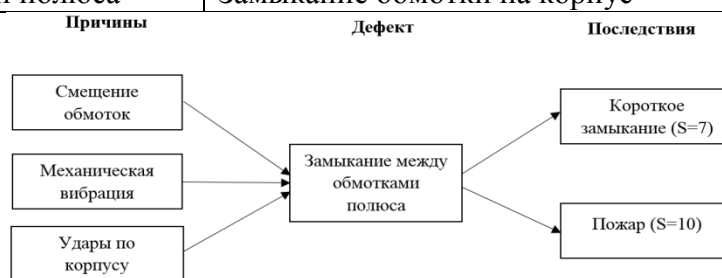 полюса
Замыкание обмотки на корпус
Причины
Дефект
Последствия
Смещение
обмоток
Механическая
вибрация
Удары по
корпусу
Замыкание между
обмотками
полюса
Короткое
замыкание (S=7)
Пожар (S=10)